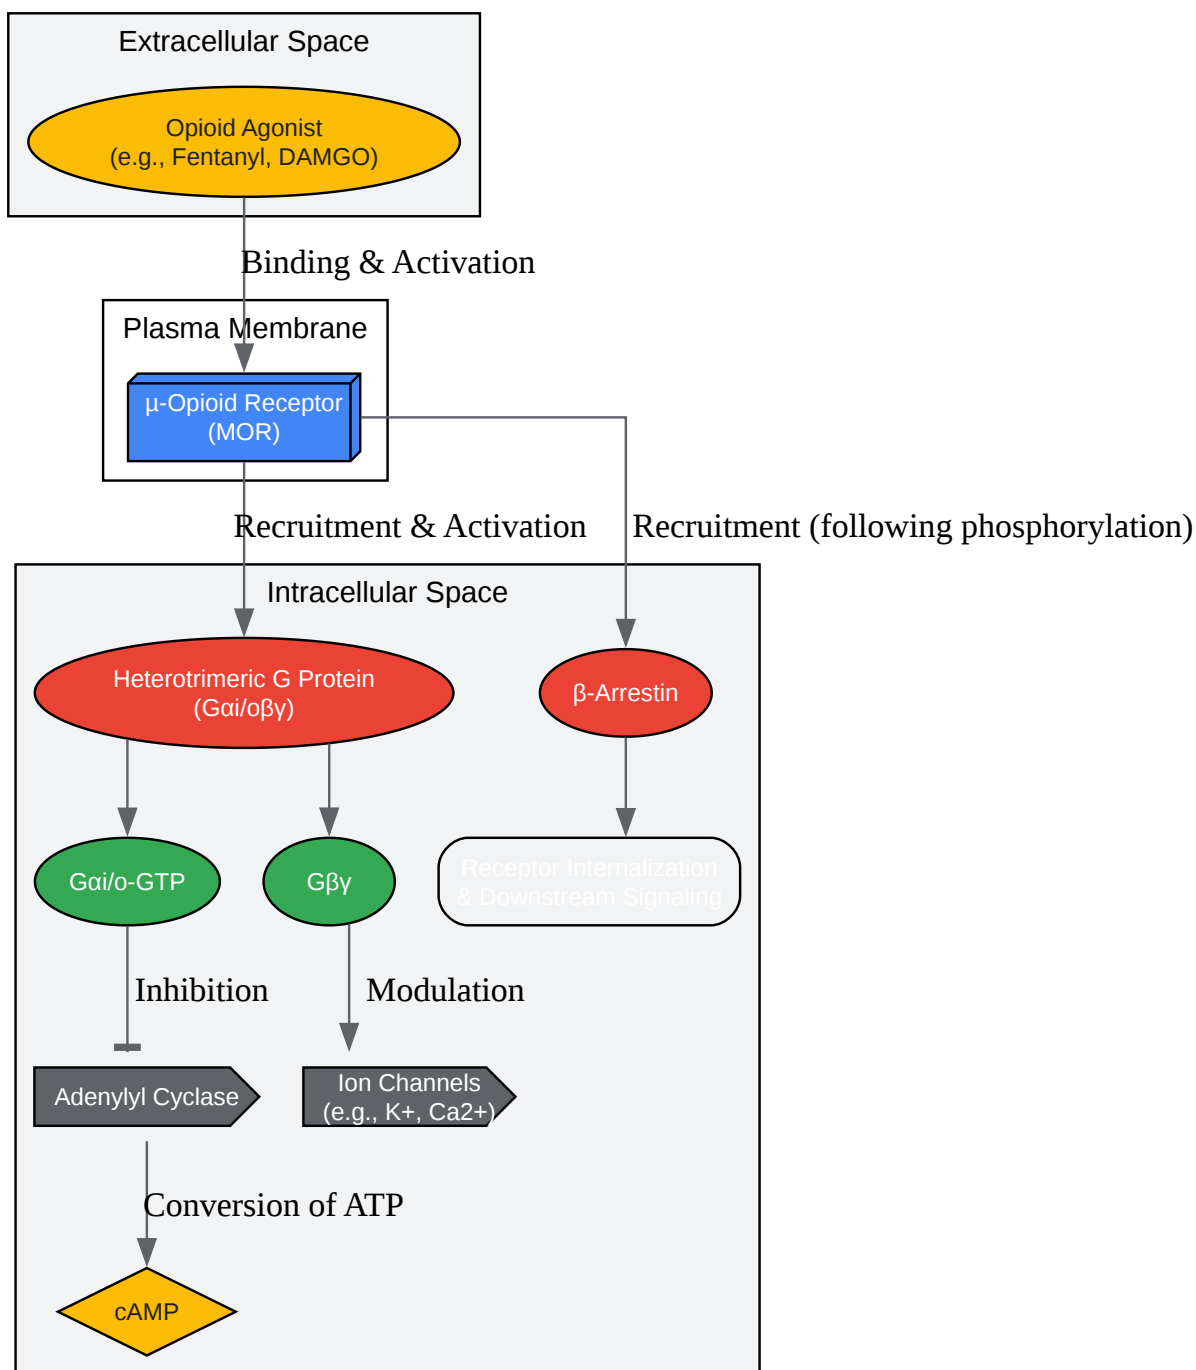 Extracellular Space
Opioid Agonist
(e.g., Fentanyl, DAMGO)
Binding & Activation
Plasma Membrane
µ-Opioid Receptor
(MOR)
Recruitment & Activation
Recruitment (following phosphorylation)
Intracellular Space
Heterotrimeric G Protein
(Gαi/oβγ)
β-Arrestin
Gαi/o-GTP
Gβγ
Receptor Internalization
& Downstream Signaling
Inhibition
Modulation
Adenylyl Cyclase
Ion Channels
(e.g., K+, Ca2+)
Conversion of ATP
cAMP